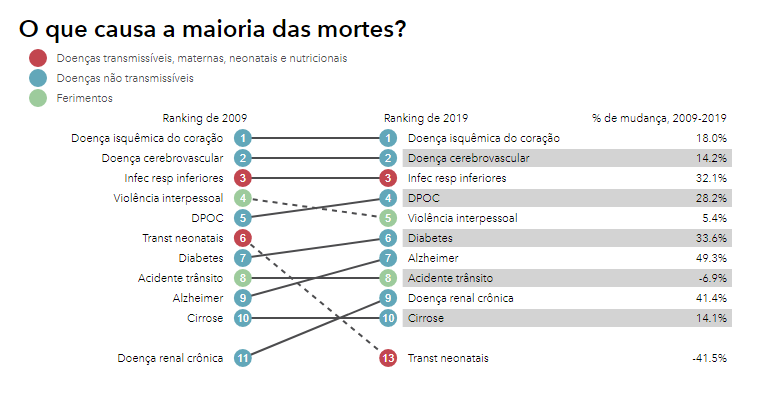 O que causa a maioria das mortes?
Doenças transmissíveis, maternas, neonatais e nutricionais
Doenças não transmissíveis
Ferimentos
Ranking de 2009 Ranking de 2019 % de mudança, 2009-2019
Doença isquêmica do coração 1 1 Doença isquêmica do coração 18.0%
Doença cerebrovascular 2 2 Doença cerebrovascular 14.2%
Infec resp inferiores 3 3 Infec resp inferiores 32.1%
Violência interpessoal 4 4 DPOC 28.2%
DPOC 5 5 Violência interpessoal 5.4%
Transt neonatais 6 6 Diabetes 33.6%
Diabetes 7 7 Alzheimer 49.3%
Acidente trânsito 8 8 Acidente trânsito -6.9%
Alzheimer 9 9 Doença renal crônica 41.4%
Cirrose 10 10 Cirrose 14.1%
Doença renal crônica 11 13 Transt neonatais -41.5%